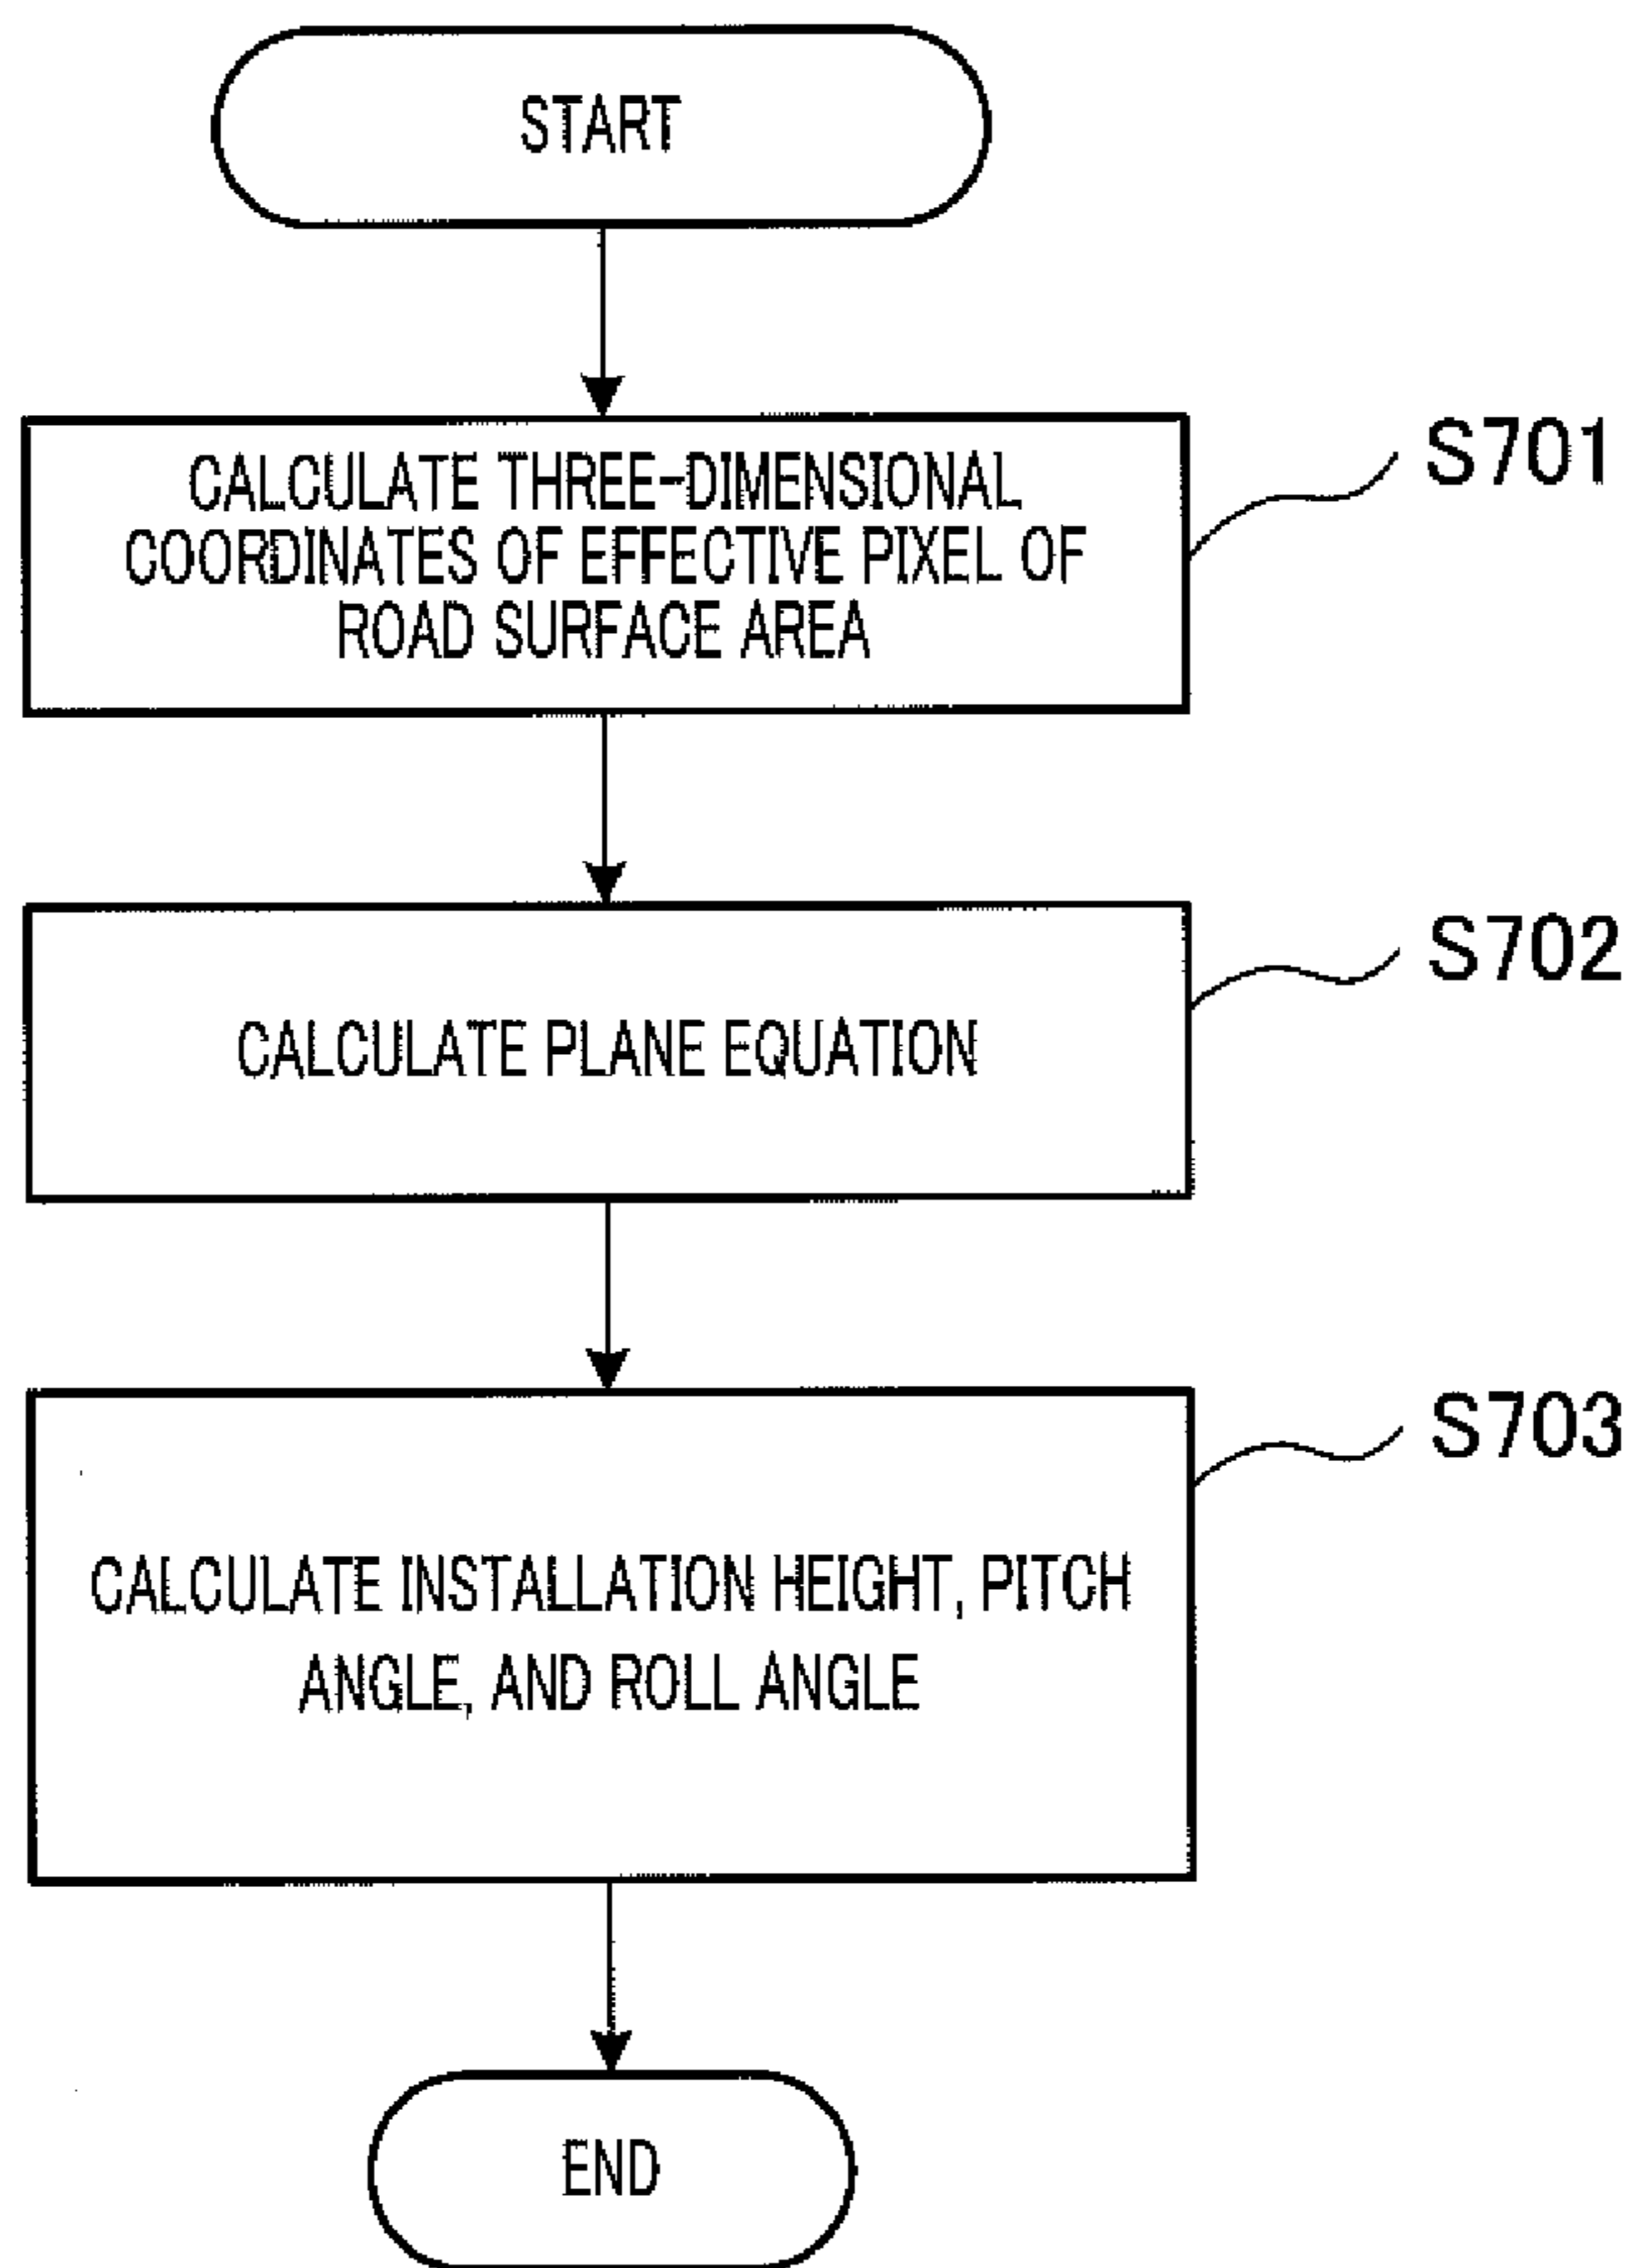 START
CALCULATE THREE-DIMENSIONAL
COORDINATES OF EFFECTIVE PIXEL OF
ROAD SURFACE AREA
S701
CALCULATE PLANE EQUATION
S702
CALCULATE INSTALLATION HEIGHT, PITCH
ANGLE, AND ROLL ANGLE
S703
END